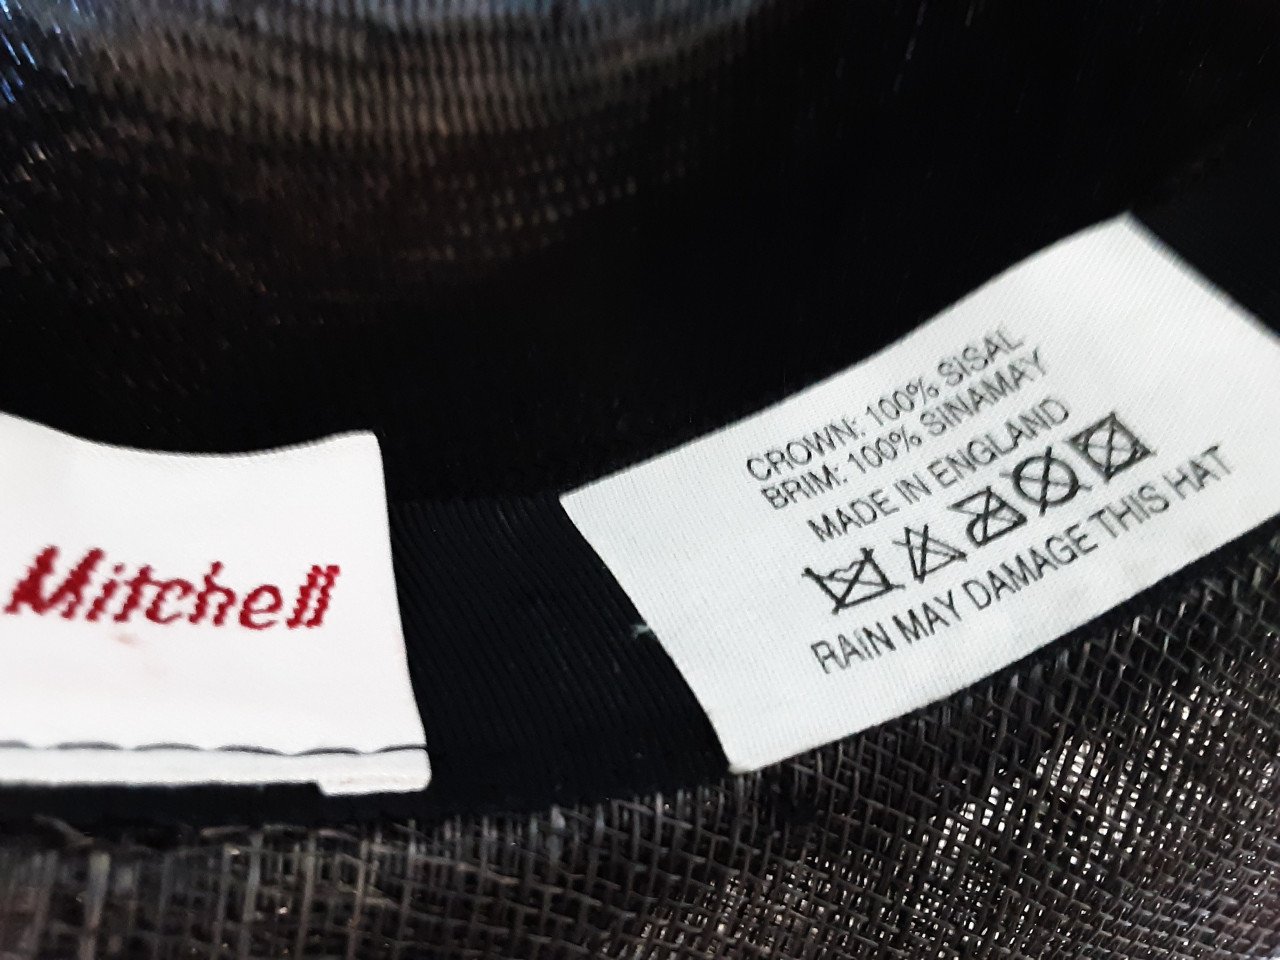 Mitchell
CROWN: 100% SISAL
BRIM: 100% SINAMAY
MADE IN ENGLAND
RAIN MAY DAMAGE THIS HAT